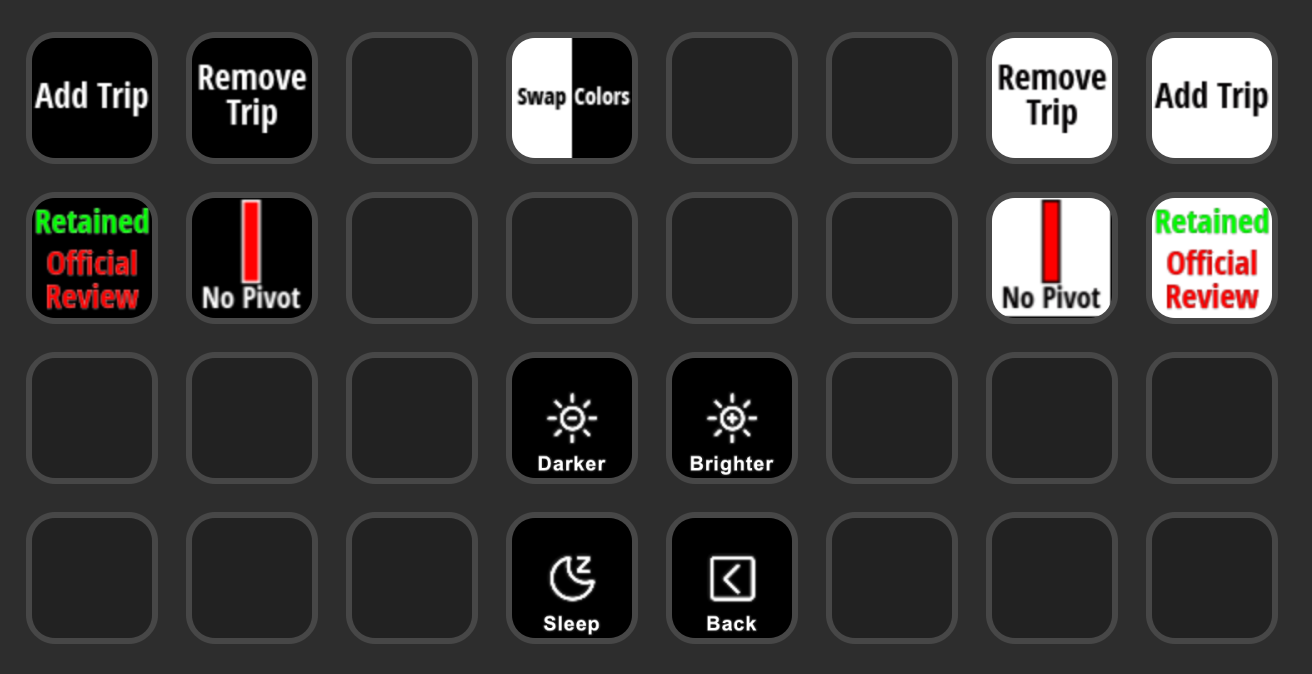 Add Trip
Remove
Trip
Swap Colors
Remove
Trip
Add Trip
Retained
Official
Review
No Pivot
No Pivot
Retained
Official
Review
Darker
Brighter
Z
Sleep
Back